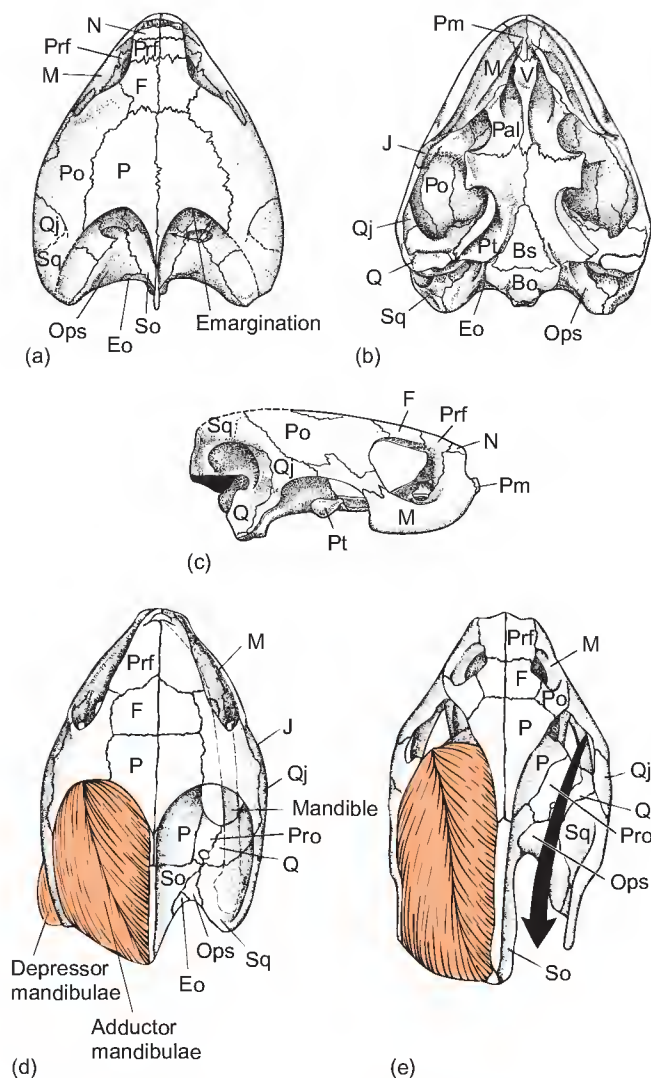 N
Prf
Prf
M
F
Po
P
Qj
Sq
Ops
Eo
So
Emargination
(a)
Pm
M
V
Pal
J
Po
Qj
Pt
Bs
Q
Bo
Sq
Eo
Ops
(b)
F
Sq
Po
Prf
N
Qj
Pm
Q
M
Pt
(c)
Prf
M
F
J
P
Qj
Mandible
P
Pro
Q
So
Ops
Sq
Eo
Depressor
mandibulae
Adductor
mandibulae
(d)
Prf
M
F
Po
P
P
Qj
Q
Sq
Pro
Ops
So
(e)